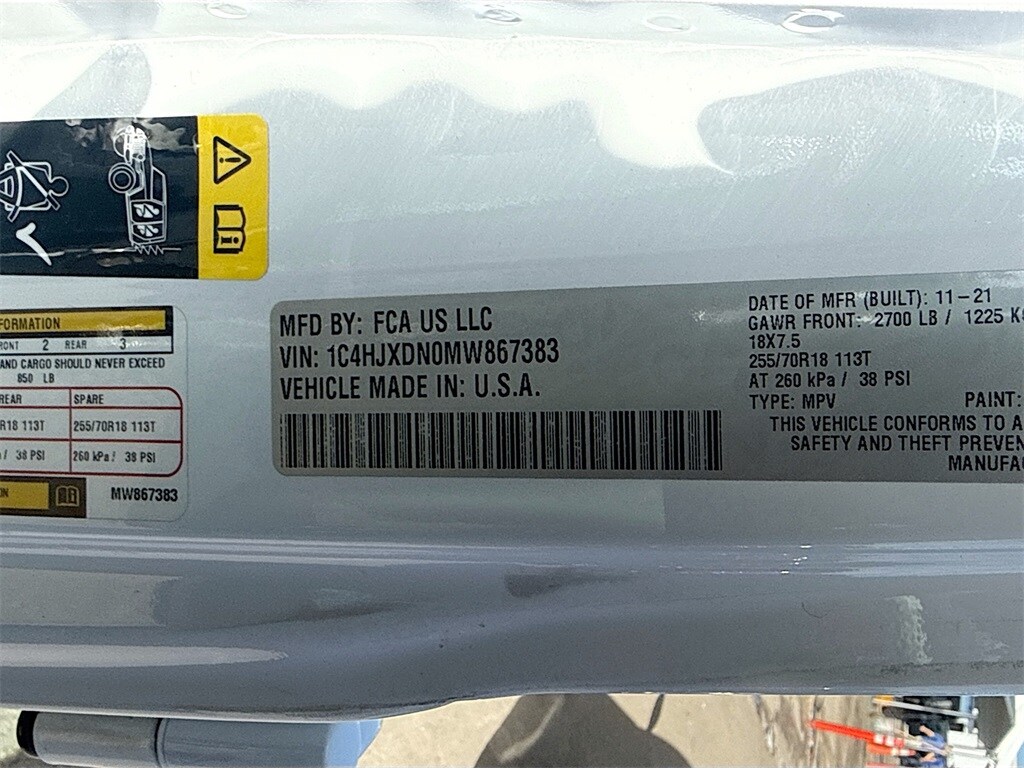 FORMATION
RONT 2 REAR 3
AND CARGO SHOULD NEVER EXCEED
850 LB
REAR SPARE
R18 113T 255/70R18 113T
/ 38 PSI 260 kPa / 38 PSI
ON
MW867383
MFD BY: FCA US LLC
VIN: 1C4HJXDN0MW867383
VEHICLE MADE IN: U.S.A.
DATE OF MFR (BUILT): 11-21
GAWR FRONT: 2700 LB / 1225 K
18X7.5
255/70R18 113T
AT 260 kPa / 38 PSI
TYPE: MPV PAINT:
THIS VEHICLE CONFORMS TO A
SAFETY AND THEFT PREVEN
MANUFAC